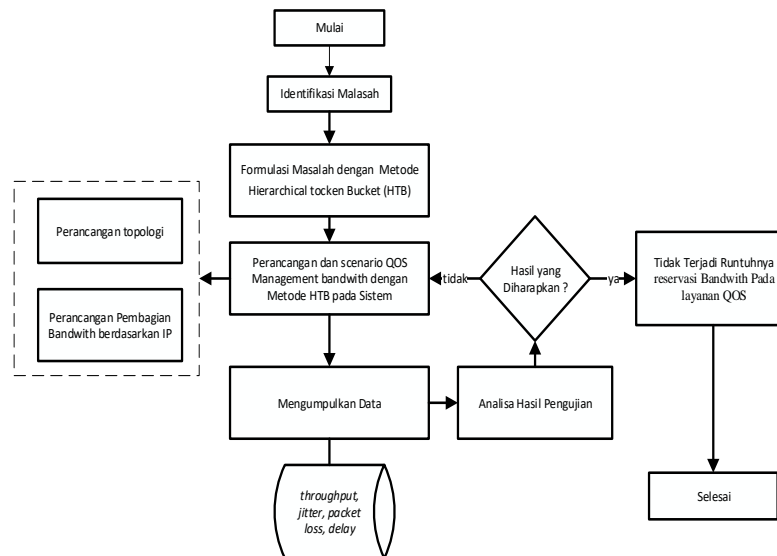 Mulai
Identifikasi Malasah
Formulasi Masalah dengan Metode
Hierarchical tocken Bucket (HTB)
Perancangan topologi
Perancangan Pembagian
Bandwith berdasarkan IP
Perancangan dan scenario QOS
Management bandwith dengan
Metode HTB pada Sistem
tidak
Hasil yang
Diharapkan ?
ya
Tidak Terjadi Runtuhnya
reservasi Bandwith Pada
layanan QOS
Mengumpulkan Data
Analisa Hasil Pengujian
throughput,
jitter, packet
loss, delay
Selesai